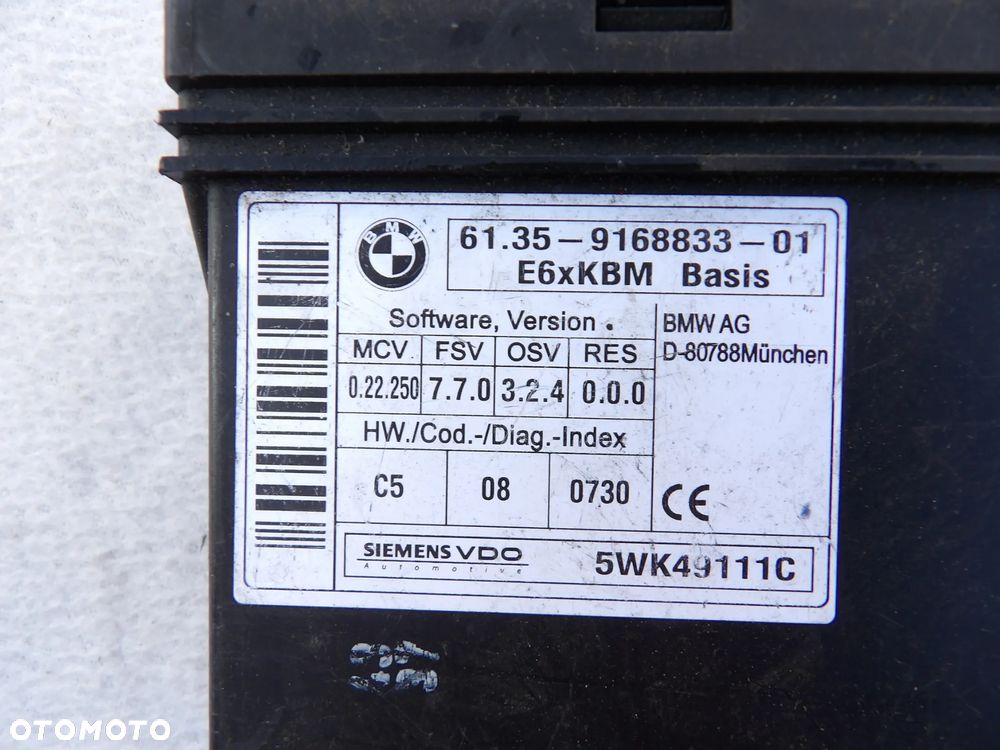 BMW
61.35-9168833-01
E6xKBM Basis
Software, Version .
MCV FSV OSV RES
0.22.250 7.7.0 3.2.4 0.0.0
HW./Cod.-/Diag.-Index
C5 08 0730
BMW AG
D-80788München
CE
SIEMENS VDO
Automotive
5WK49111C
OTOMOTO